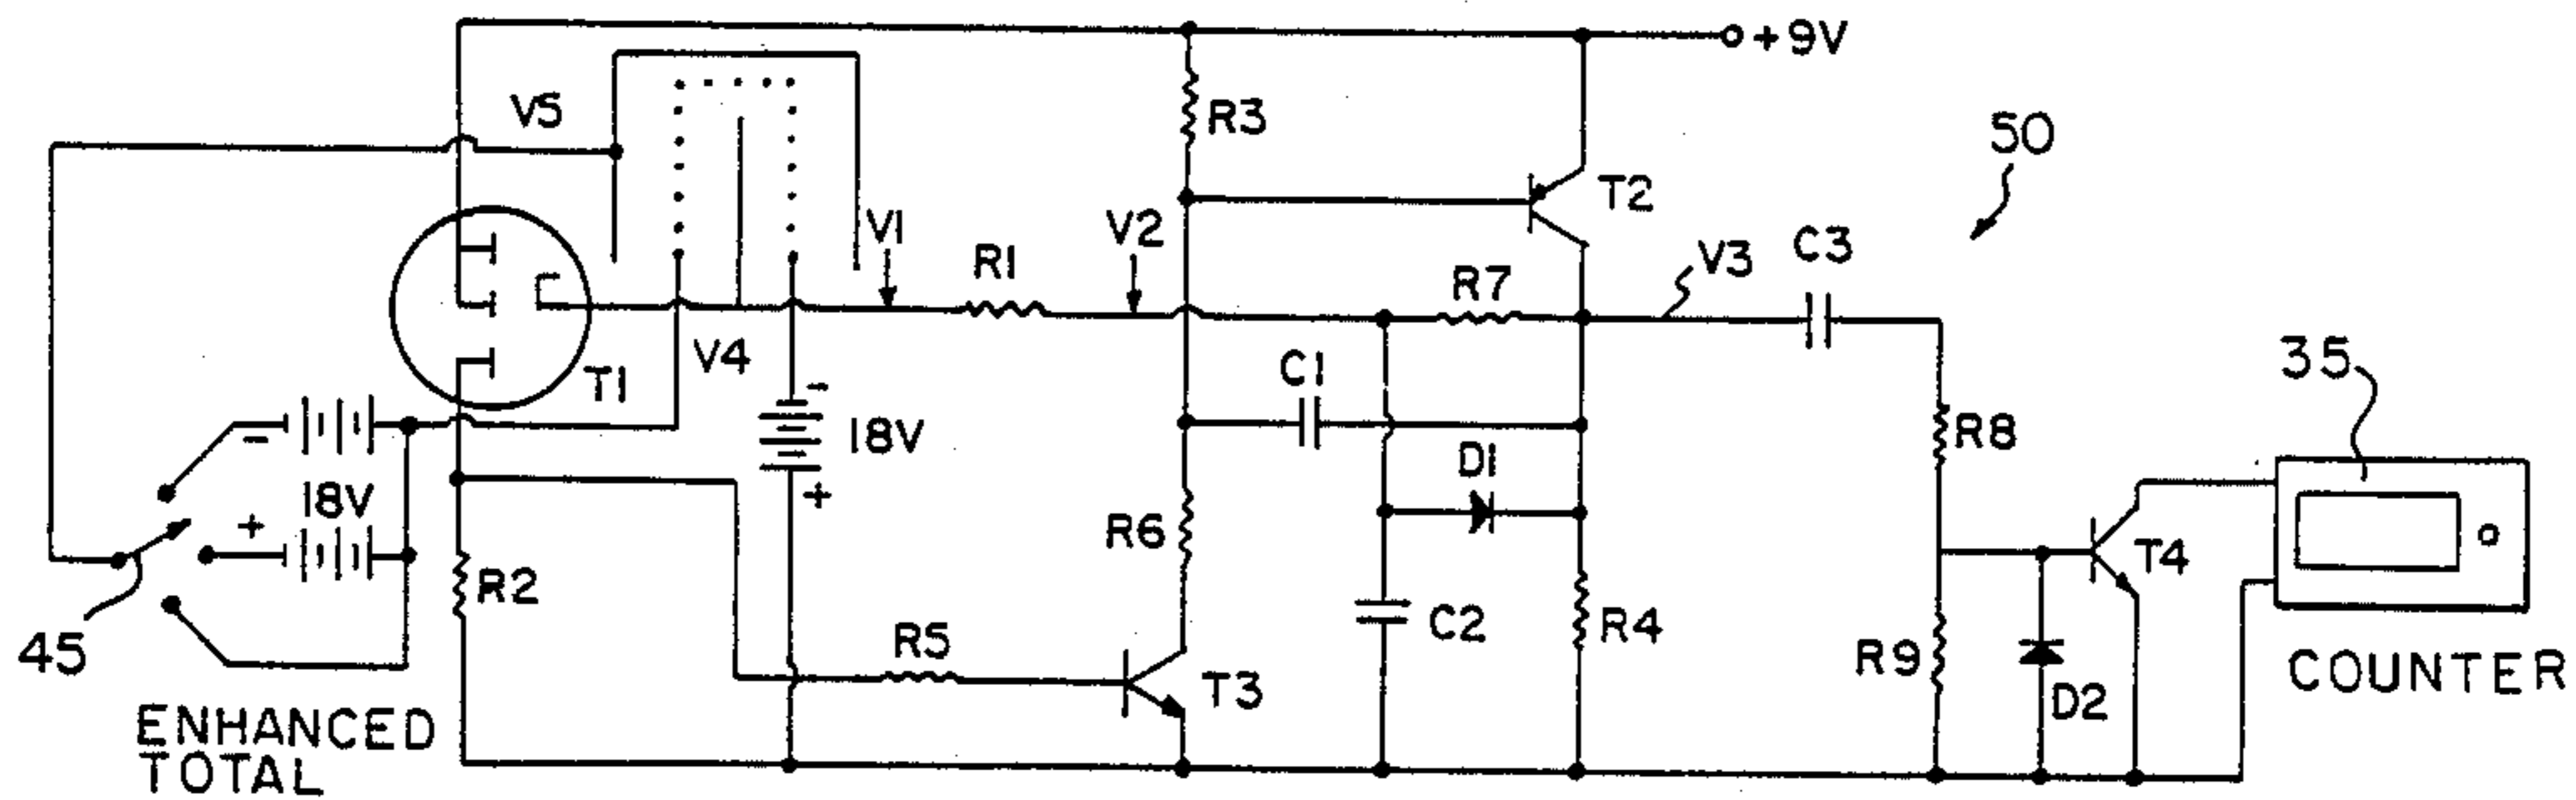 +9V
V5
R3
50
T2
V1
V2
R1
V3
C3
R7
V4
T1
C1
35
-
-
18V
R8
D1
18V
+
+
R6
T4
R2
C2
R4
45
R5
R9
T3
D2
COUNTER
ENHANCED
TOTAL